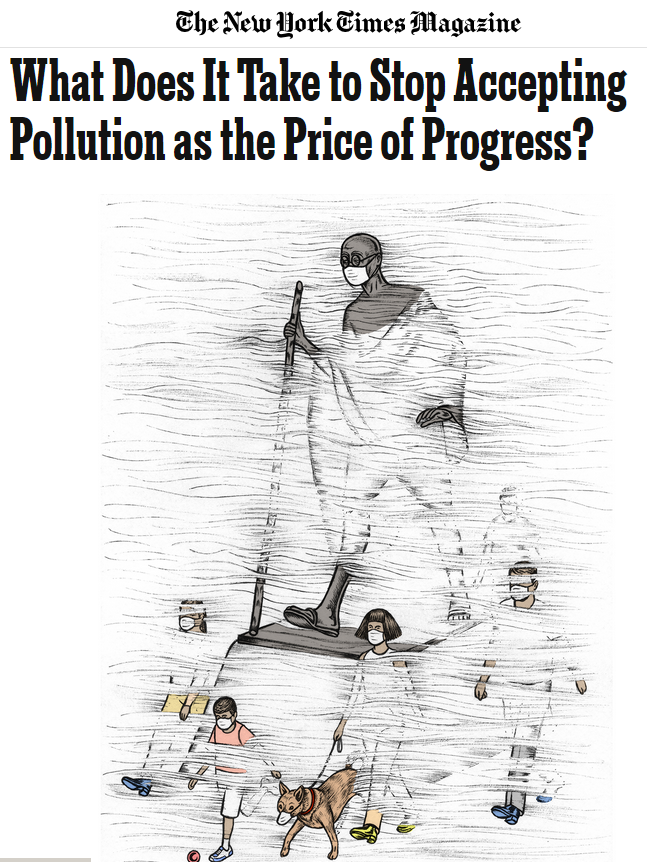 The New York Times Magazine
What Does It Take to Stop Accepting
Pollution as the Price of Progress?